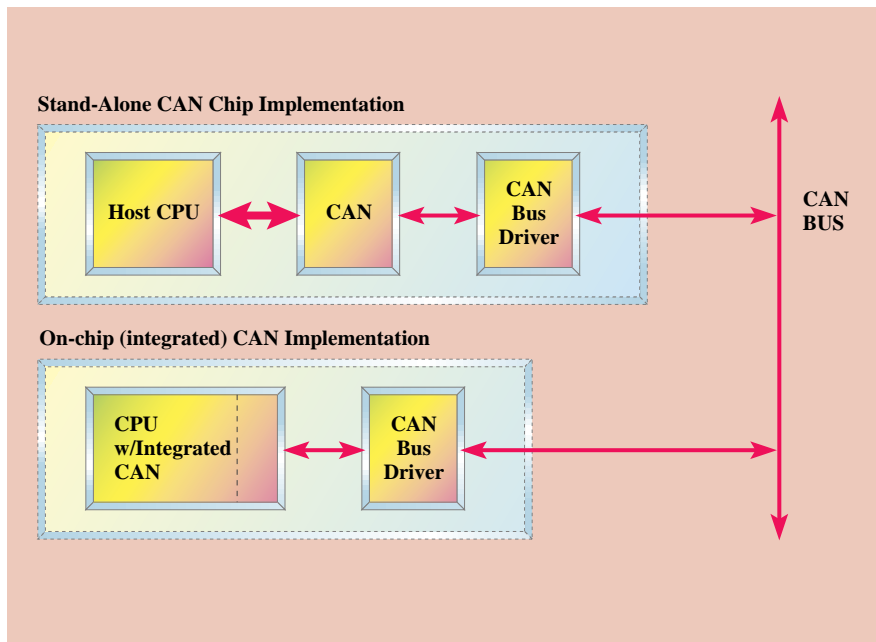 Stand-Alone CAN Chip Implementation
Host CPU
CAN
CAN
Bus
Driver
CAN
BUS
On-chip (integrated) CAN Implementation
CPU
w/Integrated
CAN
CAN
Bus
Driver